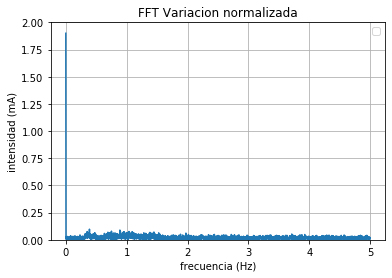 FFT Variacion normalizada
2.00
1.75
1.50
1.25
1.00
0.75
0.50
0.25
0.00
intensidad (mA)
0 1 2 3 4 5
frecuencia (Hz)